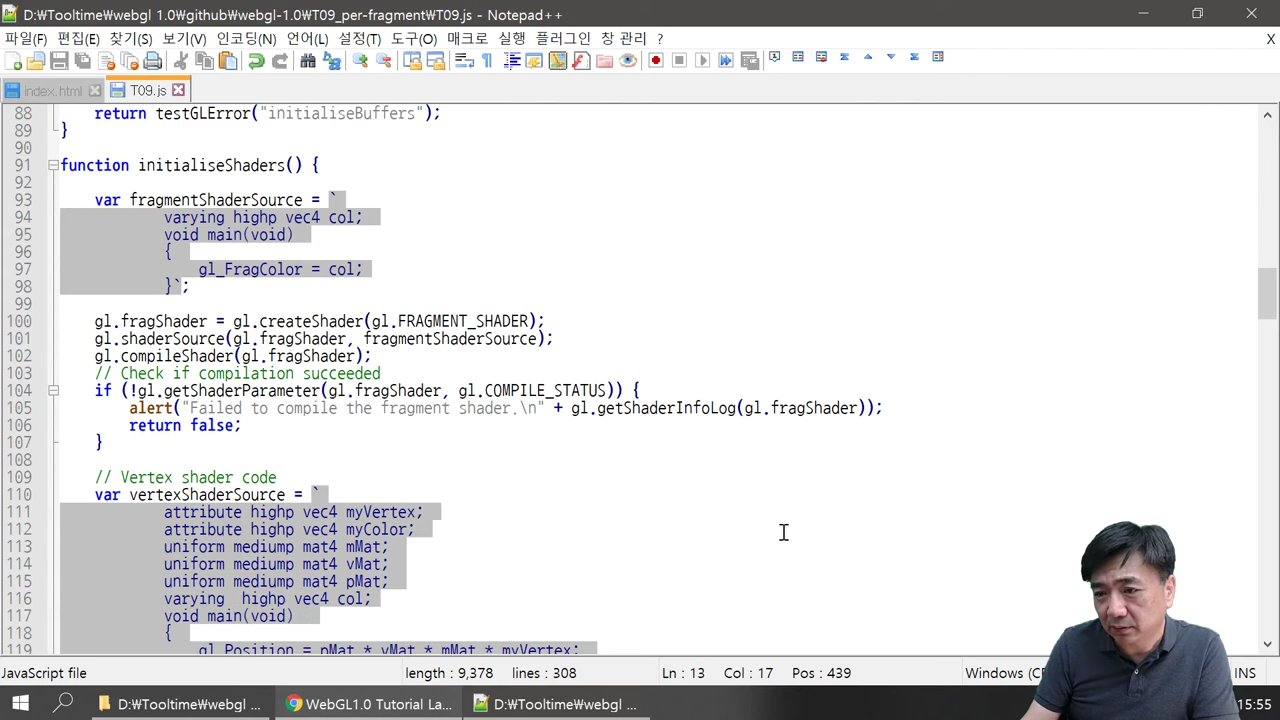 D:₩Tooltime₩webgl 1.0₩github₩webgl-1.0₩T09_per-fragment₩T09.js - Notepad++
파일(F) 편집(E) 찾기(S) 보기(V) 인코딩(N) 언어(L) 설정(T) 도구(O) 매크로 실행 플러그인 창 관리 ? X
index.html T09.js
88 return testGLError("initialiseBuffers");
89 }
90
91 function initialiseShaders() {
92
93 var fragmentShaderSource = `
94 varying highp vec4 col;
95 void main(void)
96 {
97 gl_FragColor = col;
98 }`;
99
100 gl.fragShader = gl.createShader(gl.FRAGMENT_SHADER);
101 gl.shaderSource(gl.fragShader, fragmentShaderSource);
102 gl.compileShader(gl.fragShader);
103 // Check if compilation succeeded
104 if (!gl.getShaderParameter(gl.fragShader, gl.COMPILE_STATUS)) {
105 alert("Failed to compile the fragment shader.\n" + gl.getShaderInfoLog(gl.fragShader));
106 return false;
107 }
108
109 // Vertex shader code
110 var vertexShaderSource = `
111 attribute highp vec4 myVertex;
112 attribute highp vec4 myColor;
113 uniform mediump mat4 mMat;
114 uniform mediump mat4 vMat;
115 uniform mediump mat4 pMat;
116 varying  highp vec4 col;
117 void main(void)
118 {
119 gl_Position = pMat * vMat * mMat * myVertex;
JavaScript file length : 9,378 lines : 308 Ln : 13 Col : 17 Pos : 439 Windows (C INS
D:₩Tooltime₩webgl ... WebGL1.0 Tutorial La... D:₩Tooltime₩webgl ... 15:55